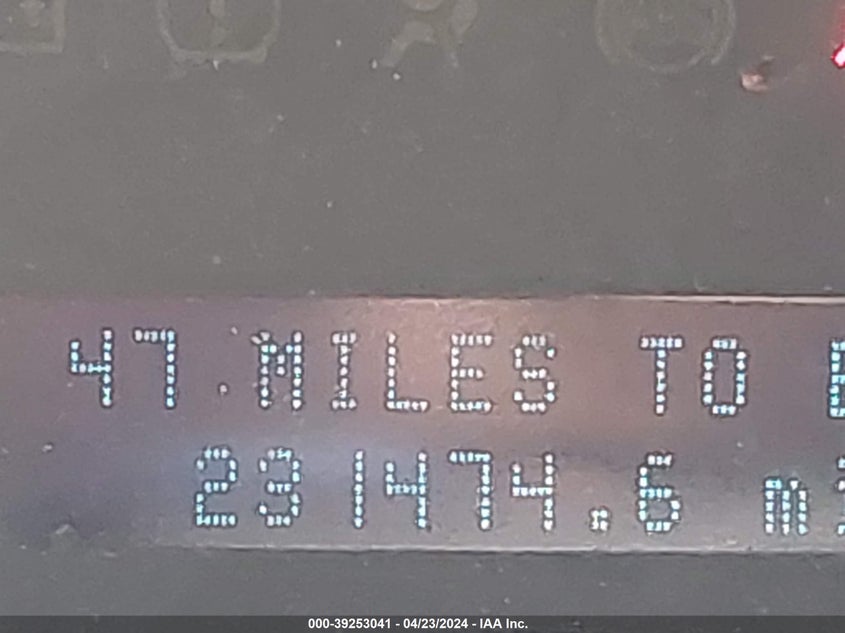 47 MILES TO
231474.6 mi
000-39253041 - 04/23/2024 - IAA Inc.